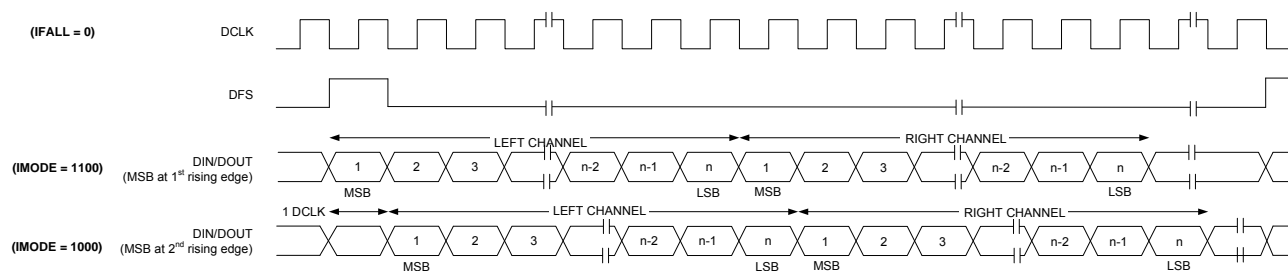 (IFALL = 0) DCLK
DFS
LEFT CHANNEL RIGHT CHANNEL
(IMODE = 1100) DIN/DOUT 1 2 3 n-2 n-1 n 1 2 3 n-2 n-1 n
(MSB at 1st rising edge)
MSB LSB MSB LSB
1 DCLK LEFT CHANNEL RIGHT CHANNEL
(IMODE = 1000) DIN/DOUT 1 2 3 n-2 n-1 n 1 2 3 n-2 n-1 n
(MSB at 2nd rising edge)
MSB LSB MSB LSB